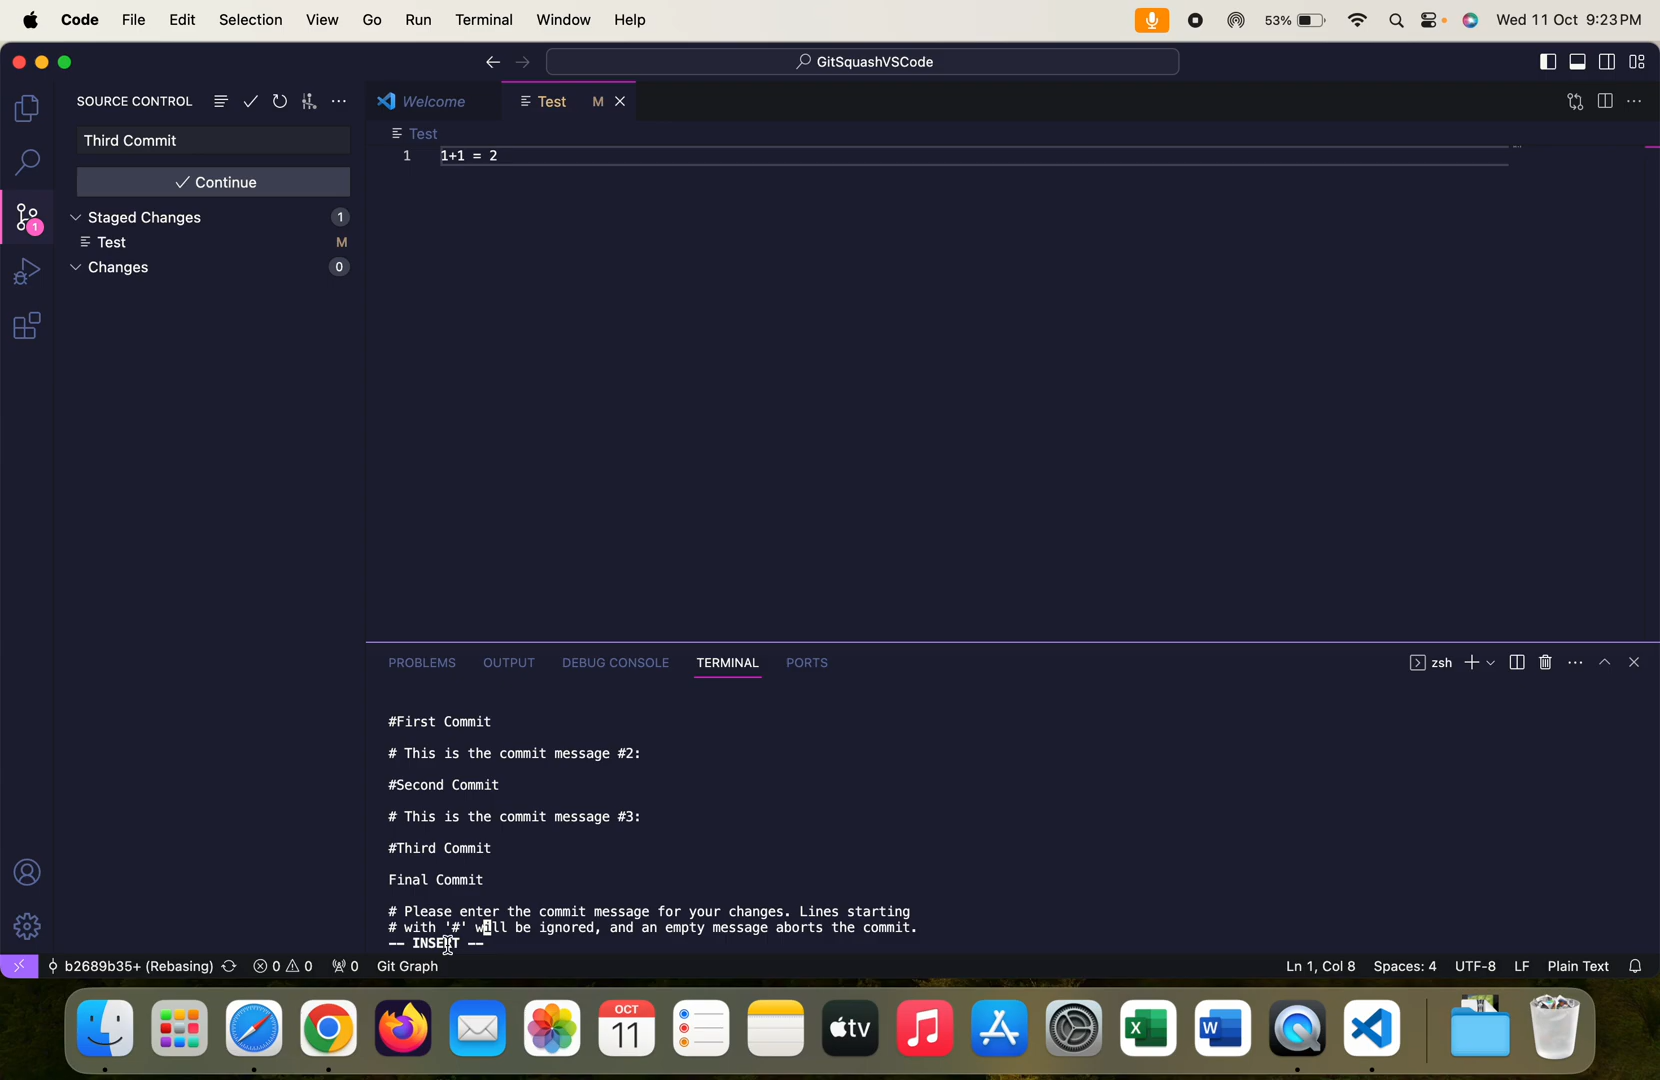 Code File Edit Selection View Go Run Terminal Window Help 53% Wed 11 Oct 9:23 PM
GitSquashVSCode
SOURCE CONTROL
Third Commit
Continue
Staged Changes 1
Test M
Changes 0
1
Welcome Test M
Test
1 1+1 = 2
PROBLEMS OUTPUT DEBUG CONSOLE TERMINAL PORTS zsh
#First Commit
# This is the commit message #2:
#Second Commit
# This is the commit message #3:
#Third Commit
Final Commit
# Please enter the commit message for your changes. Lines starting
# with '#' will be ignored, and an empty message aborts the commit.
-- INSERT --
b2689b35+ (Rebasing) 0 0 0 Git Graph Ln 1, Col 8 Spaces: 4 UTF-8 LF Plain Text
OCT
11
tv
X
W